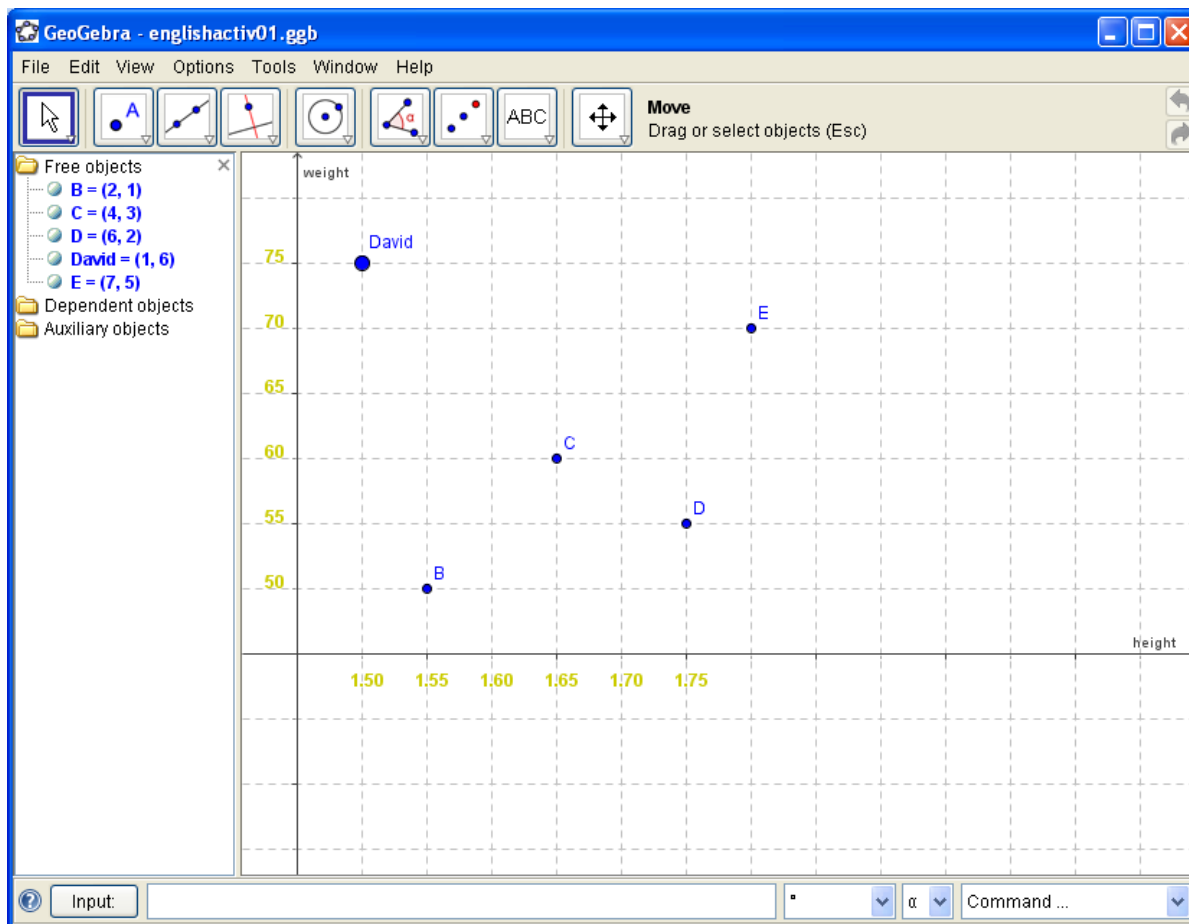 GeoGebra - englishactiv01.ggb
File Edit View Options Tools Window Help
A
α
ABC
Move
Drag or select objects (Esc)
Free objects
B = (2, 1)
C = (4, 3)
D = (6, 2)
David = (1, 6)
E = (7, 5)
Dependent objects
Auxiliary objects
weight
David
75
E
70
65
C
60
D
55
B
50
height
1.50 1.55 1.60 1.65 1.70 1.75
Input: ° α Command ...